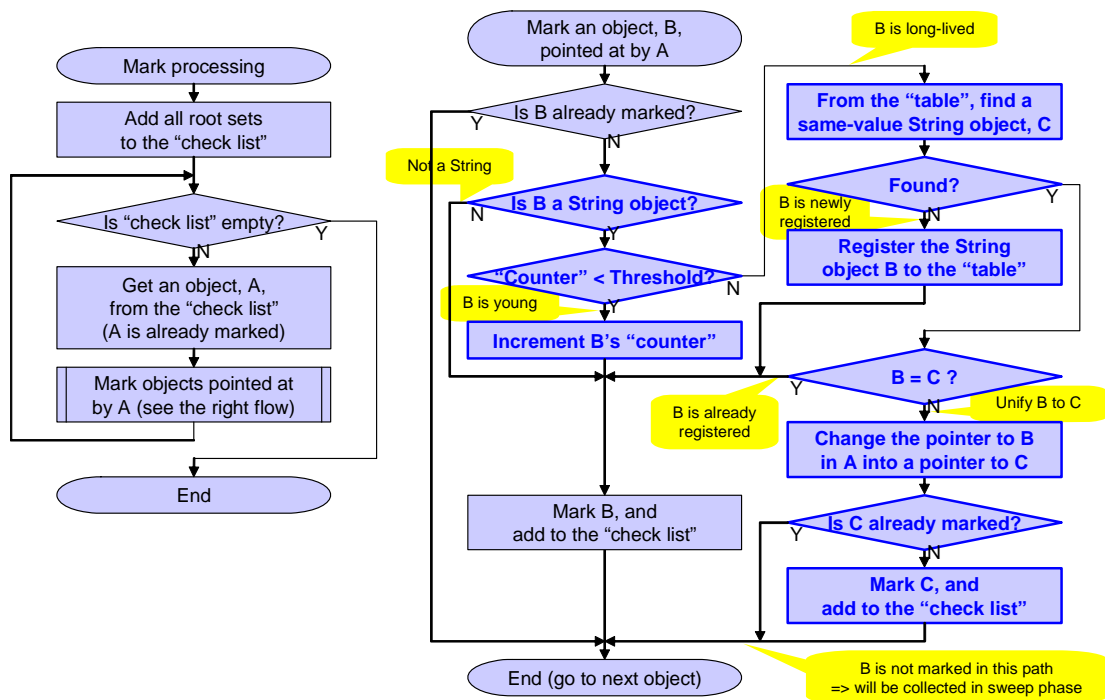 Mark processing
Add all root sets
to the “check list”
Is “check list” empty?
Y
N
Get an object, A,
from the “check list”
(A is already marked)
Mark objects pointed at
by A (see the right flow)
End
Mark an object, B,
pointed at by A
Is B already marked?
Y
N
Not a String
Is B a String object?
N
Y
“Counter” < Threshold?
N
Y
B is young
Increment B’s “counter”
Mark B, and
add to the “check list”
End (go to next object)
B is long-lived
From the “table”, find a
same-value String object, C
Found?
Y
N
B is newly
registered
Register the String
object B to the “table”
B = C ?
Y
N
B is already
registered
Unify B to C
Change the pointer to B
in A into a pointer to C
Is C already marked?
Y
N
Mark C, and
add to the “check list”
B is not marked in this path
=> will be collected in sweep phase